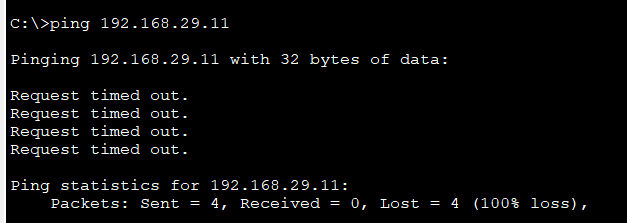 C:\>ping 192.168.29.11
Pinging 192.168.29.11 with 32 bytes of data:
Request timed out.
Request timed out.
Request timed out.
Request timed out.
Ping statistics for 192.168.29.11:
    Packets: Sent = 4, Received = 0, Lost = 4 (100% loss),